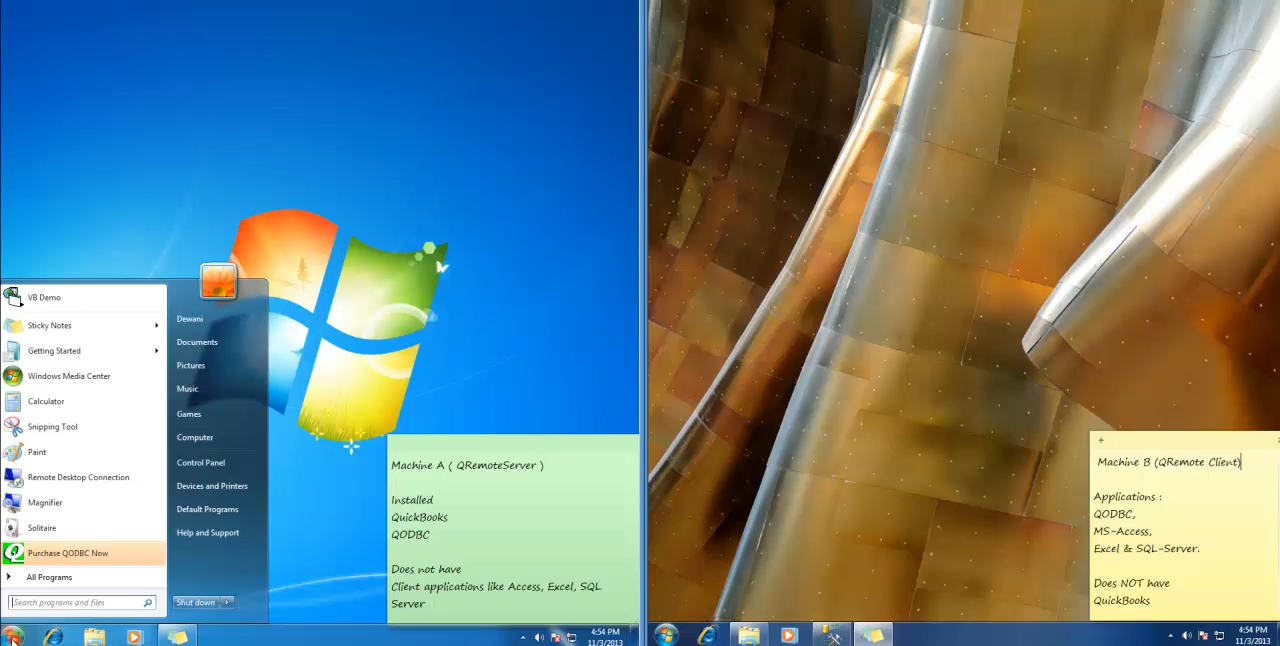 VB Demo
Sticky Notes
Getting Started
Windows Media Center
Calculator
Snipping Tool
Paint
Remote Desktop Connection
Magnifier
Solitaire
Purchase QODBC Now
All Programs
Search programs and files
Dewani
Documents
Pictures
Music
Games
Computer
Control Panel
Devices and Printers
Default Programs
Help and Support
Shut down
Machine A ( QRemoteServer )
Installed
QuickBooks
QODBC
Does not have
Client applications like Access, Excel, SQL
Server
4:54 PM
11/3/2013
Machine B (QRemote Client)
Applications :
QODBC,
MS-Access,
Excel & SQL-Server.
Does NOT have
QuickBooks
4:54 PM
11/3/2013